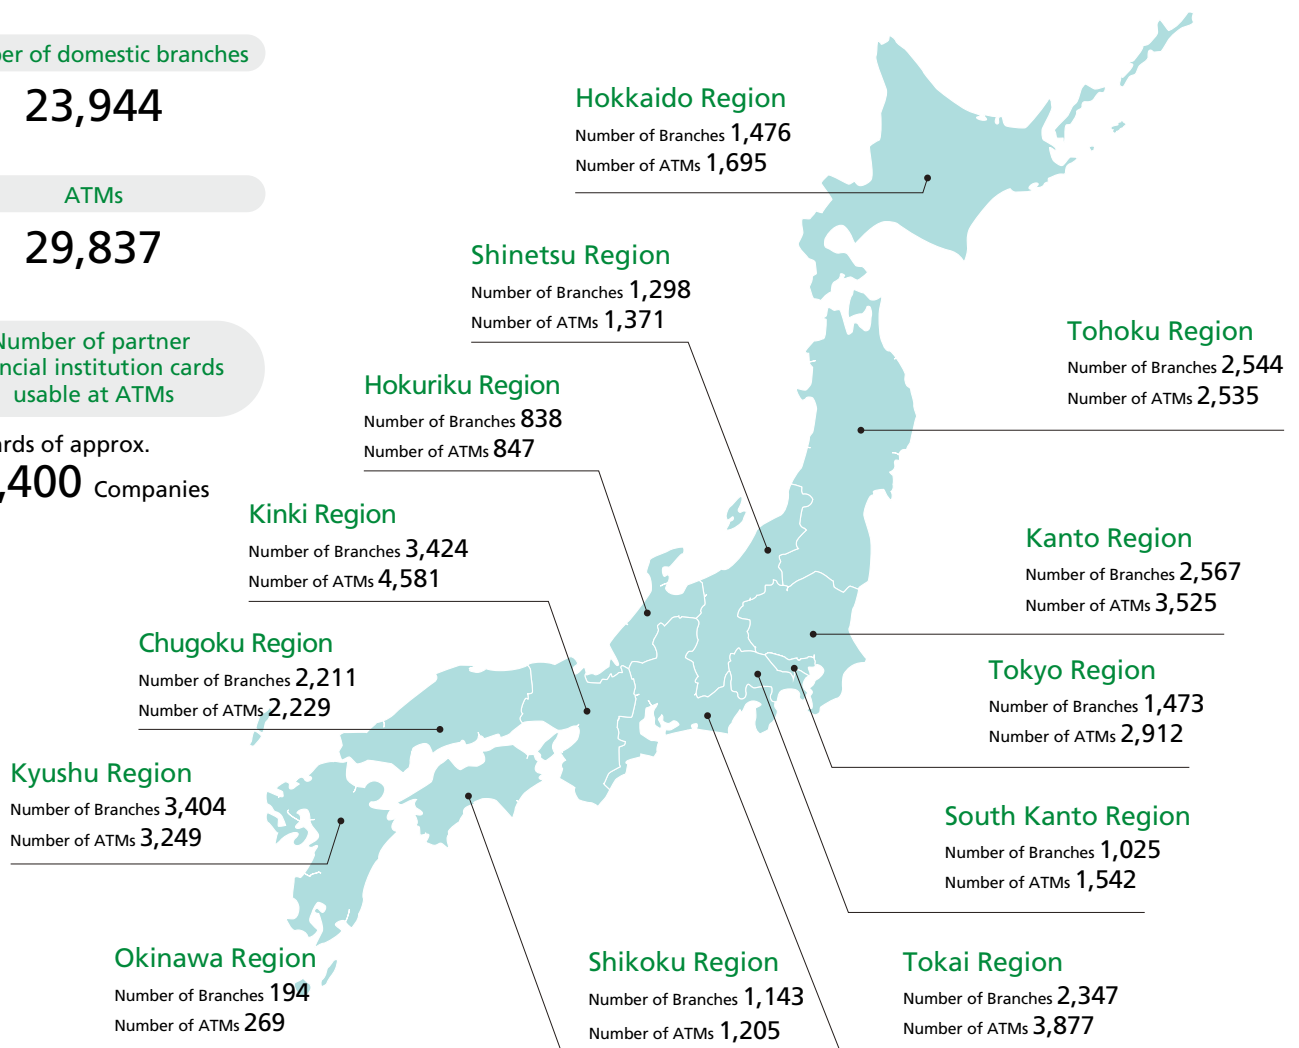 of domestic branches
23,944
ATMs
29,837
Number of partner
institution cards
usable at ATMs
of approx.
,400 Companies
Hokkaido Region
Number of Branches 1,476
Number of ATMs 1,695
Shinetsu Region
Number of Branches 1,298
Number of ATMs 1,371
Tohoku Region
Number of Branches 2,544
Number of ATMs 2,535
Hokuriku Region
Number of Branches 838
Number of ATMs 847
Kinki Region
Number of Branches 3,424
Number of ATMs 4,581
Kanto Region
Number of Branches 2,567
Number of ATMs 3,525
Chugoku Region
Number of Branches 2,211
Number of ATMs 2,229
Tokyo Region
Number of Branches 1,473
Number of ATMs 2,912
Kyushu Region
Number of Branches 3,404
Number of ATMs 3,249
South Kanto Region
Number of Branches 1,025
Number of ATMs 1,542
Okinawa Region
Number of Branches 194
Number of ATMs 269
Shikoku Region
Number of Branches 1,143
Number of ATMs 1,205
Tokai Region
Number of Branches 2,347
Number of ATMs 3,877